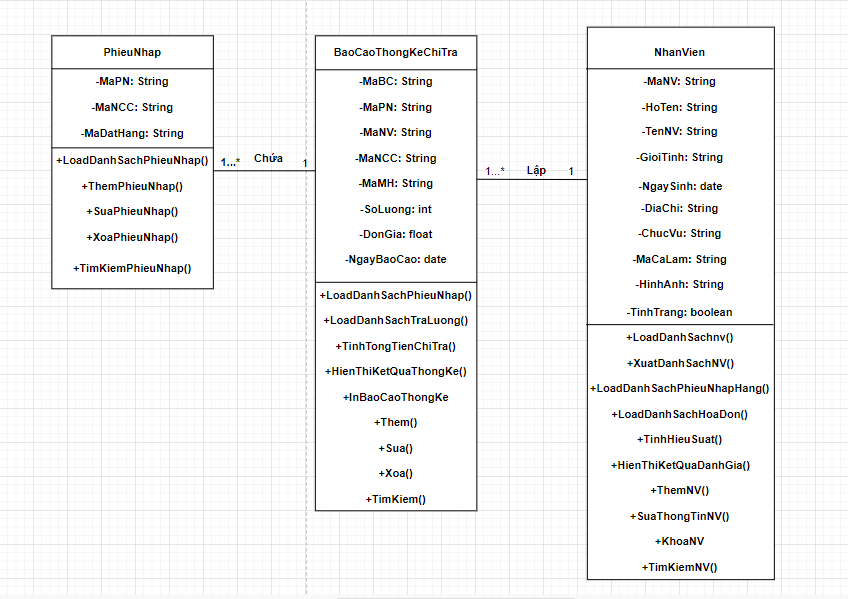 PhieuNhap
-MaPN: String
-MaNCC: String
-MaDatHang: String
+LoadDanhSachPhieuNhap()
+ThemPhieuNhap()
+SuaPhieuNhap()
+XoaPhieuNhap()
+TimKiemPhieuNhap()
1...*
Chứa
1
BaoCaoThongKeChiTra
-MaBC: String
-MaPN: String
-MaNV: String
-MaNCC: String
-MaMH: String
-SoLuong: int
-DonGia: float
-NgayBaoCao: date
+LoadDanhSachPhieuNhap()
+LoadDanhSachTraLuong()
+TinhTongTienChiTra()
+HienThiKetQuaThongKe()
+InBaoCaoThongKe
+Them()
+Sua()
+Xoa()
+TimKiem()
1...*
Lập
1
NhanVien
-MaNV: String
-HoTen: String
-TenNV: String
-GioiTinh: String
-NgaySinh: date
-DiaChi: String
-ChucVu: String
-MaCaLam: String
-HinhAnh: String
-TinhTrang: boolean
+LoadDanhSachnv()
+XuatDanhSachNV()
+LoadDanhSachPhieuNhapHang()
+LoadDanhSachHoaDon()
+TinhHieuSuat()
+HienThiKetQuaDanhGia()
+ThemNV()
+SuaThongTinNV()
+KhoaNV
+TimKiemNV()